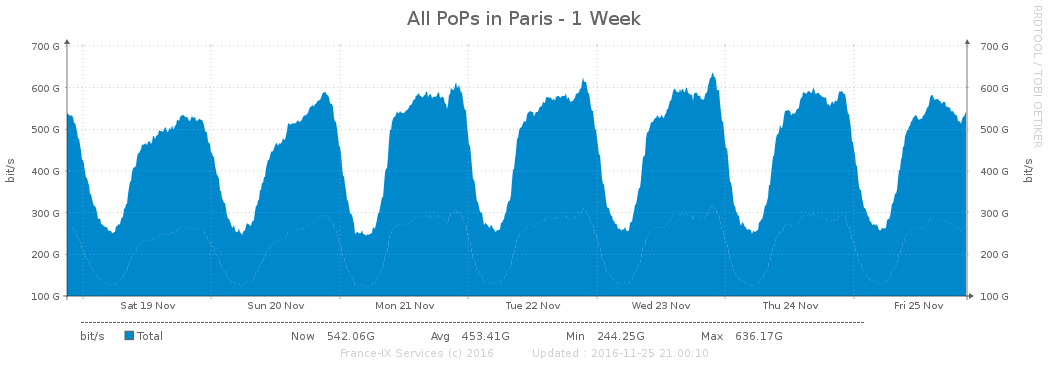 All PoPs in Paris - 1 Week
RRDTOOL / TOBI OETIKER
700 G 700 G
600 G 600 G
500 G 500 G
400 G 400 G
300 G 300 G
200 G 200 G
100 G 100 G
bit/s bit/s
Sat 19 Nov Sun 20 Nov Mon 21 Nov Tue 22 Nov Wed 23 Nov Thu 24 Nov Fri 25 Nov
bit/s Total Now 542.06G Avg 453.41G Min 244.25G Max 636.17G
France-IX Services (c) 2016 Updated : 2016-11-25 21:00:10